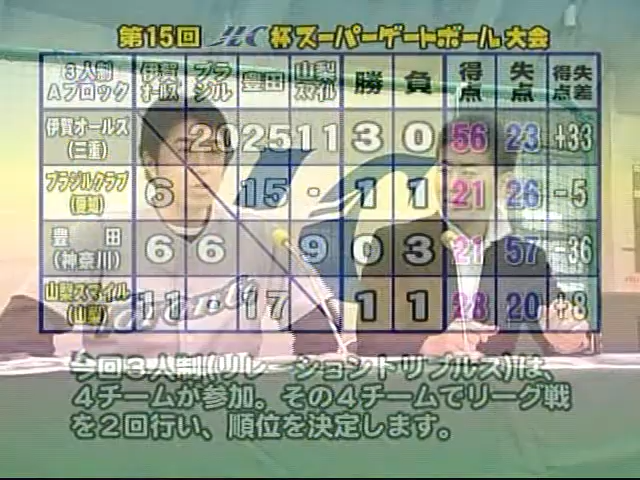 第15回 JLC杯スーパーゲートボール大会
3人制Aブロック 伊賀オールズ ブラジル 豊田 山梨スマイル 勝 負 得点 失点 得失点差
伊賀オールズ(三重) 20 25 11 3 0 56 23 +33
ブラジルクラブ(愛知) 6 15 - 1 1 21 26 -5
豊田(神奈川) 6 6 9 0 3 21 57 -36
山梨スマイル(山梨) 11 - 17 1 1 28 20 +8
今回3人制(リレーショントリプルス)は、
4チームが参加。その4チームでリーグ戦
を2回行い、順位を決定します。